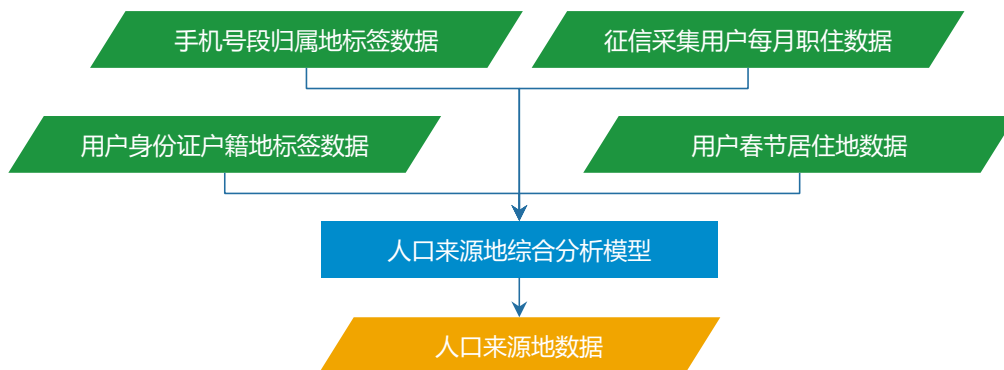 手机号段归属地标签数据
征信采集用户每月职住数据
用户身份证户籍地标签数据
用户春节居住地数据
人口来源地综合分析模型
人口来源地数据